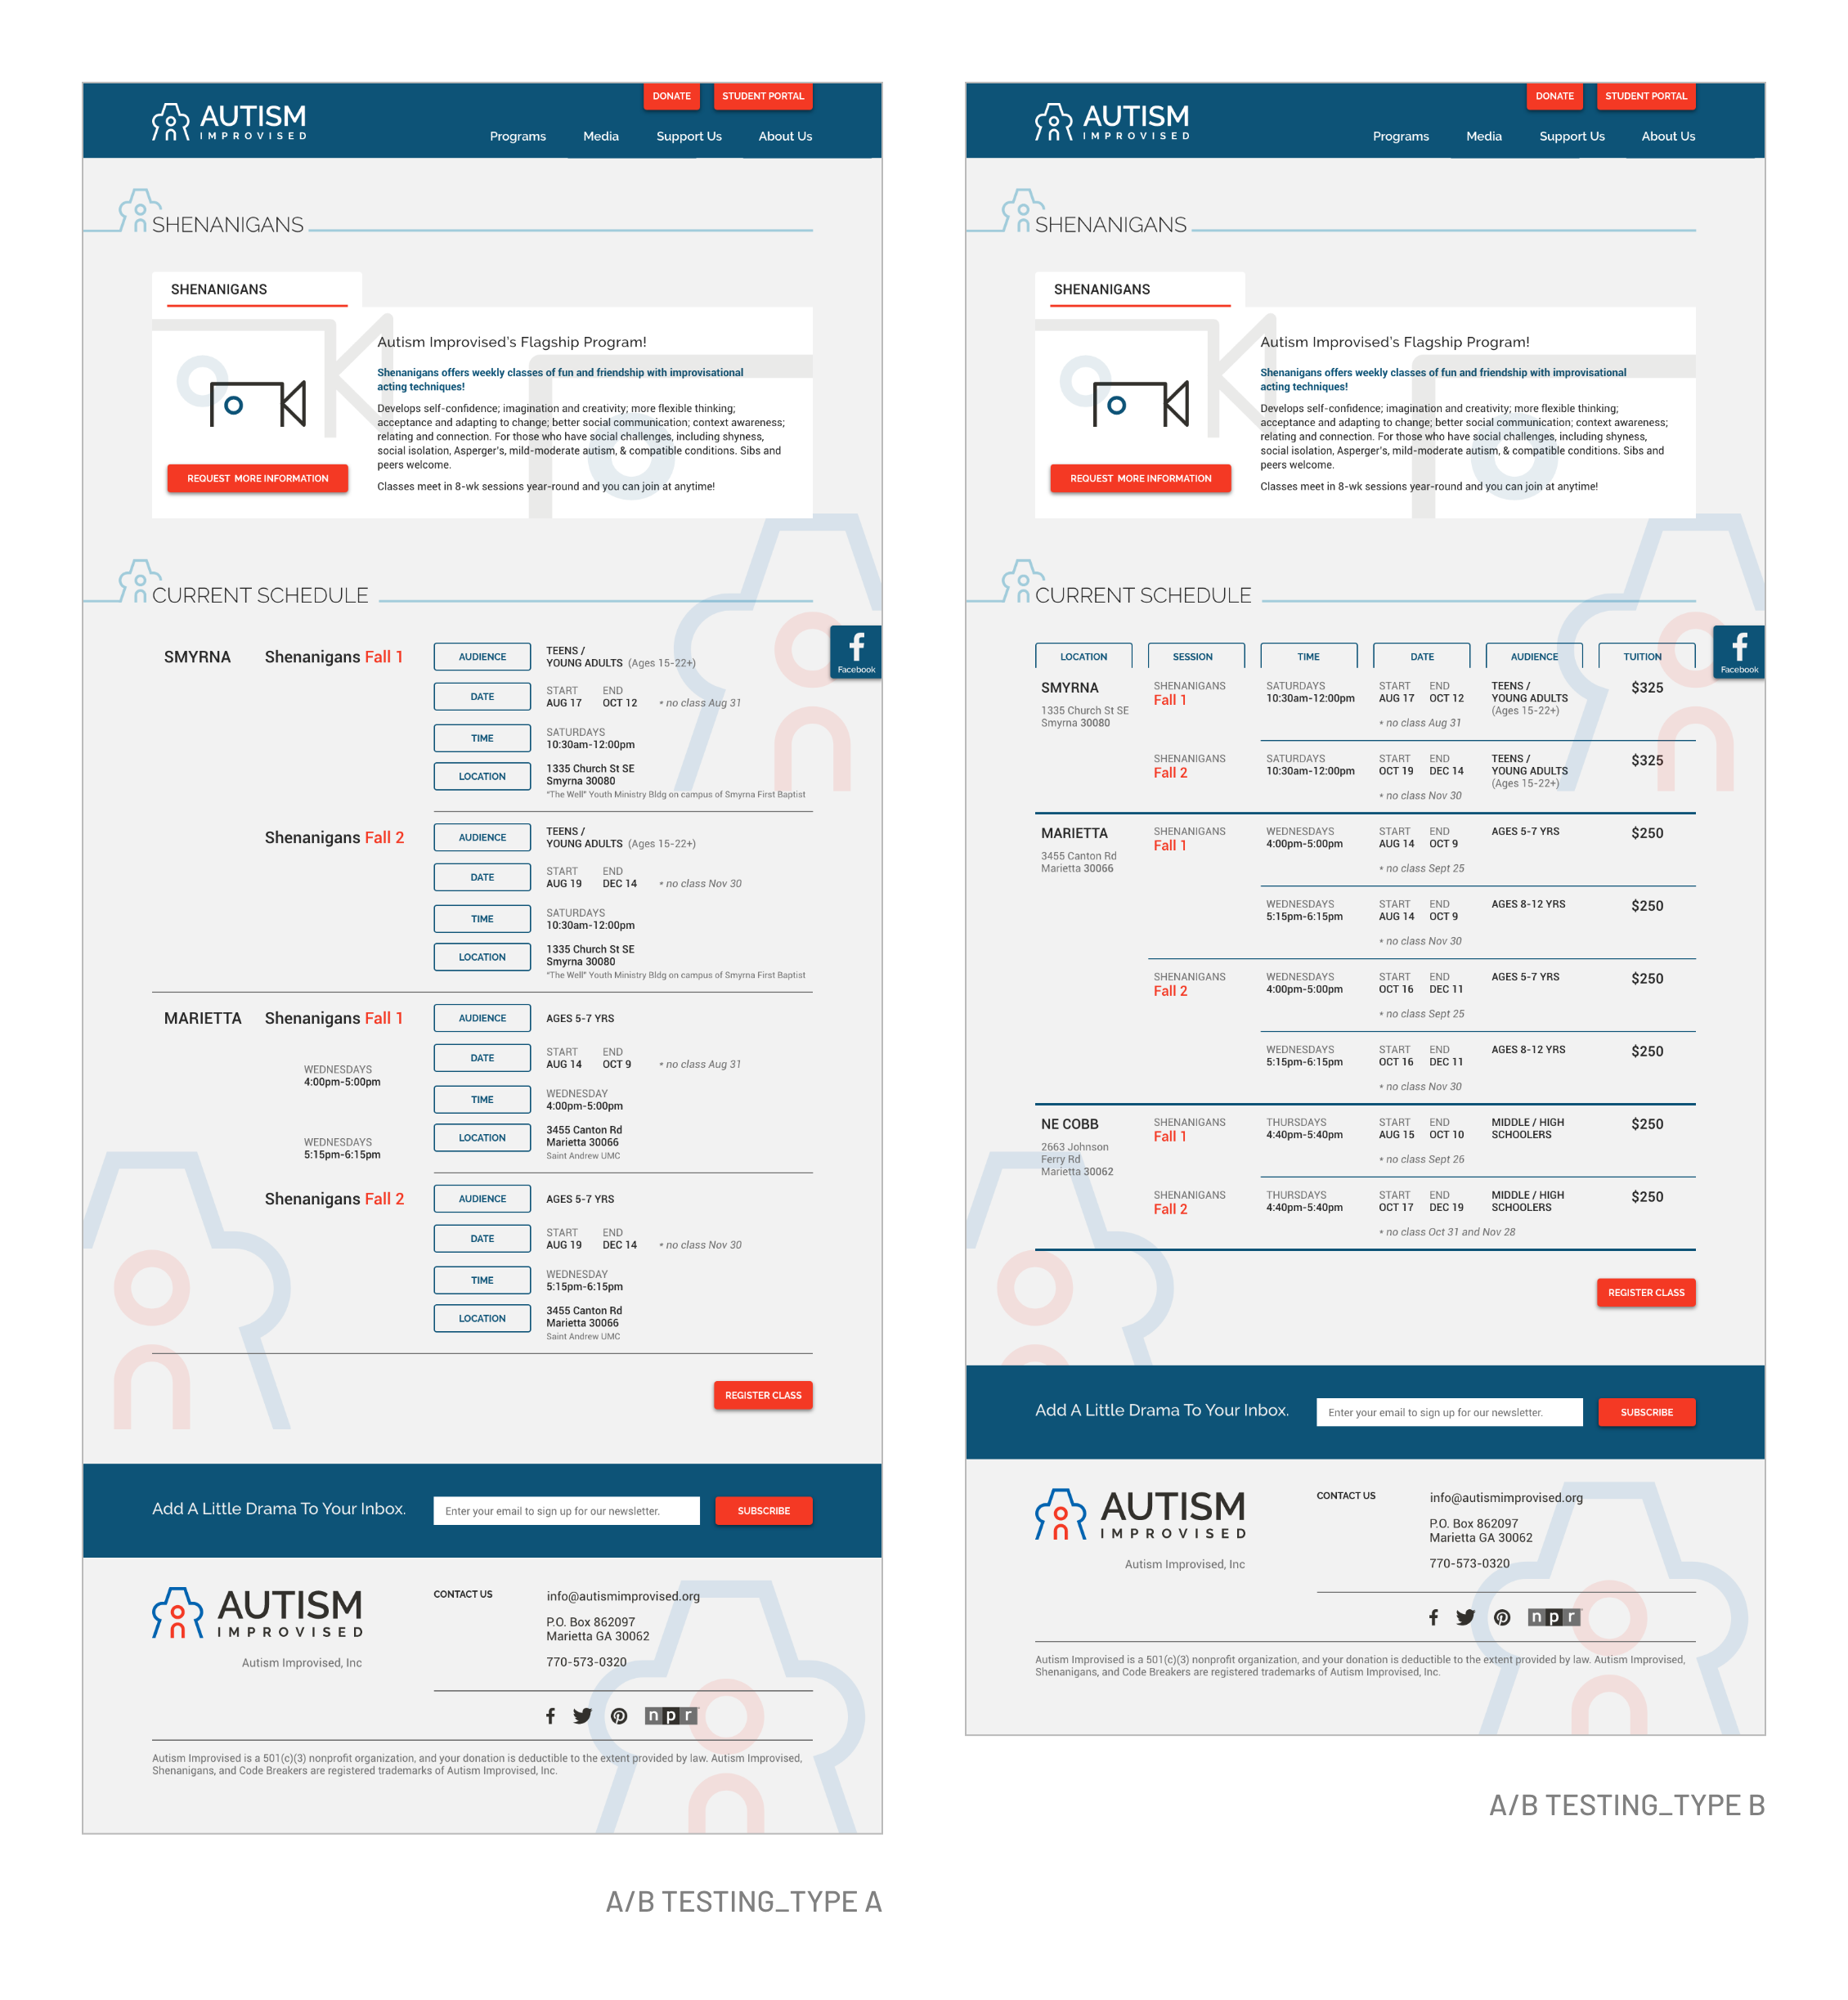 DONATE STUDENT PORTAL
AUTISM
IMPROVISED
Programs Media Support Us About Us
SHENANIGANS
SHENANIGANS
Autism Improvised's Flagship Program!
Shenanigans offers weekly classes of fun and friendship with improvisational
acting techniques!
Develops self-confidence; imagination and creativity; more flexible thinking;
acceptance and adapting to change; better social communication; context awareness;
relating and connection. For those who have social challenges, including shyness,
social isolation, Asperger's, mild-moderate autism, & compatible conditions. Sibs and
peers welcome.
Classes meet in 8-wk sessions year-round and you can join at anytime!
REQUEST MORE INFORMATION
CURRENT SCHEDULE
Facebook
SMYRNA Shenanigans Fall 1
AUDIENCE TEENS /
YOUNG ADULTS (Ages 15-22+)
DATE START END
AUG 17 OCT 12 * no class Aug 31
TIME SATURDAYS
10:30am-12:00pm
LOCATION 1335 Church St SE
Smyrna 30080
"The Well" Youth Ministry Bldg on campus of Smyrna First Baptist
Shenanigans Fall 2
AUDIENCE TEENS /
YOUNG ADULTS (Ages 15-22+)
DATE START END
AUG 19 DEC 14 * no class Nov 30
TIME SATURDAYS
10:30am-12:00pm
LOCATION 1335 Church St SE
Smyrna 30080
"The Well" Youth Ministry Bldg on campus of Smyrna First Baptist
MARIETTA Shenanigans Fall 1
WEDNESDAYS
4:00pm-5:00pm
WEDNESDAYS
5:15pm-6:15pm
AUDIENCE AGES 5-7 YRS
DATE START END
AUG 14 OCT 9 * no class Aug 31
TIME WEDNESDAY
4:00pm-5:00pm
LOCATION 3455 Canton Rd
Marietta 30066
Saint Andrew UMC
Shenanigans Fall 2
AUDIENCE AGES 5-7 YRS
DATE START END
AUG 19 DEC 14 * no class Nov 30
TIME WEDNESDAY
5:15pm-6:15pm
LOCATION 3455 Canton Rd
Marietta 30066
Saint Andrew UMC
REGISTER CLASS
Add A Little Drama To Your Inbox. Enter your email to sign up for our newsletter. SUBSCRIBE
AUTISM
IMPROVISED
Autism Improvised, Inc
CONTACT US info@autismimprovised.org
P.O. Box 862097
Marietta GA 30062
770-573-0320
npr
Autism Improvised is a 501(c)(3) nonprofit organization, and your donation is deductible to the extent provided by law. Autism Improvised,
Shenanigans, and Code Breakers are registered trademarks of Autism Improvised, Inc.
A/B TESTING_TYPE A
DONATE STUDENT PORTAL
AUTISM
IMPROVISED
Programs Media Support Us About Us
SHENANIGANS
SHENANIGANS
Autism Improvised's Flagship Program!
Shenanigans offers weekly classes of fun and friendship with improvisational
acting techniques!
Develops self-confidence; imagination and creativity; more flexible thinking;
acceptance and adapting to change; better social communication; context awareness;
relating and connection. For those who have social challenges, including shyness,
social isolation, Asperger's, mild-moderate autism, & compatible conditions. Sibs and
peers welcome.
Classes meet in 8-wk sessions year-round and you can join at anytime!
REQUEST MORE INFORMATION
CURRENT SCHEDULE
Facebook
LOCATION SESSION TIME DATE AUDIENCE TUITION
SMYRNA
1335 Church St SE
Smyrna 30080
SHENANIGANS
Fall 1
SATURDAYS
10:30am-12:00pm
START END
AUG 17 OCT 12
* no class Aug 31
TEENS /
YOUNG ADULTS
(Ages 15-22+)
$325
SHENANIGANS
Fall 2
SATURDAYS
10:30am-12:00pm
START END
OCT 19 DEC 14
* no class Nov 30
TEENS /
YOUNG ADULTS
(Ages 15-22+)
$325
MARIETTA
3455 Canton Rd
Marietta 30066
SHENANIGANS
Fall 1
WEDNESDAYS
4:00pm-5:00pm
START END
AUG 14 OCT 9
* no class Sept 25
AGES 5-7 YRS
$250
WEDNESDAYS
5:15pm-6:15pm
START END
AUG 14 OCT 9
* no class Nov 30
AGES 8-12 YRS
$250
SHENANIGANS
Fall 2
WEDNESDAYS
4:00pm-5:00pm
START END
OCT 16 DEC 11
* no class Sept 25
AGES 5-7 YRS
$250
WEDNESDAYS
5:15pm-6:15pm
START END
OCT 16 DEC 11
* no class Nov 30
AGES 8-12 YRS
$250
NE COBB
2663 Johnson
Ferry Rd
Marietta 30062
SHENANIGANS
Fall 1
THURSDAYS
4:40pm-5:40pm
START END
AUG 15 OCT 10
* no class Sept 26
MIDDLE / HIGH
SCHOOLERS
$250
SHENANIGANS
Fall 2
THURSDAYS
4:40pm-5:40pm
START END
OCT 17 DEC 19
* no class Oct 31 and Nov 28
MIDDLE / HIGH
SCHOOLERS
$250
REGISTER CLASS
Add A Little Drama To Your Inbox. Enter your email to sign up for our newsletter. SUBSCRIBE
AUTISM
IMPROVISED
Autism Improvised, Inc
CONTACT US info@autismimprovised.org
P.O. Box 862097
Marietta GA 30062
770-573-0320
npr
Autism Improvised is a 501(c)(3) nonprofit organization, and your donation is deductible to the extent provided by law. Autism Improvised,
Shenanigans, and Code Breakers are registered trademarks of Autism Improvised, Inc.
A/B TESTING_TYPE B